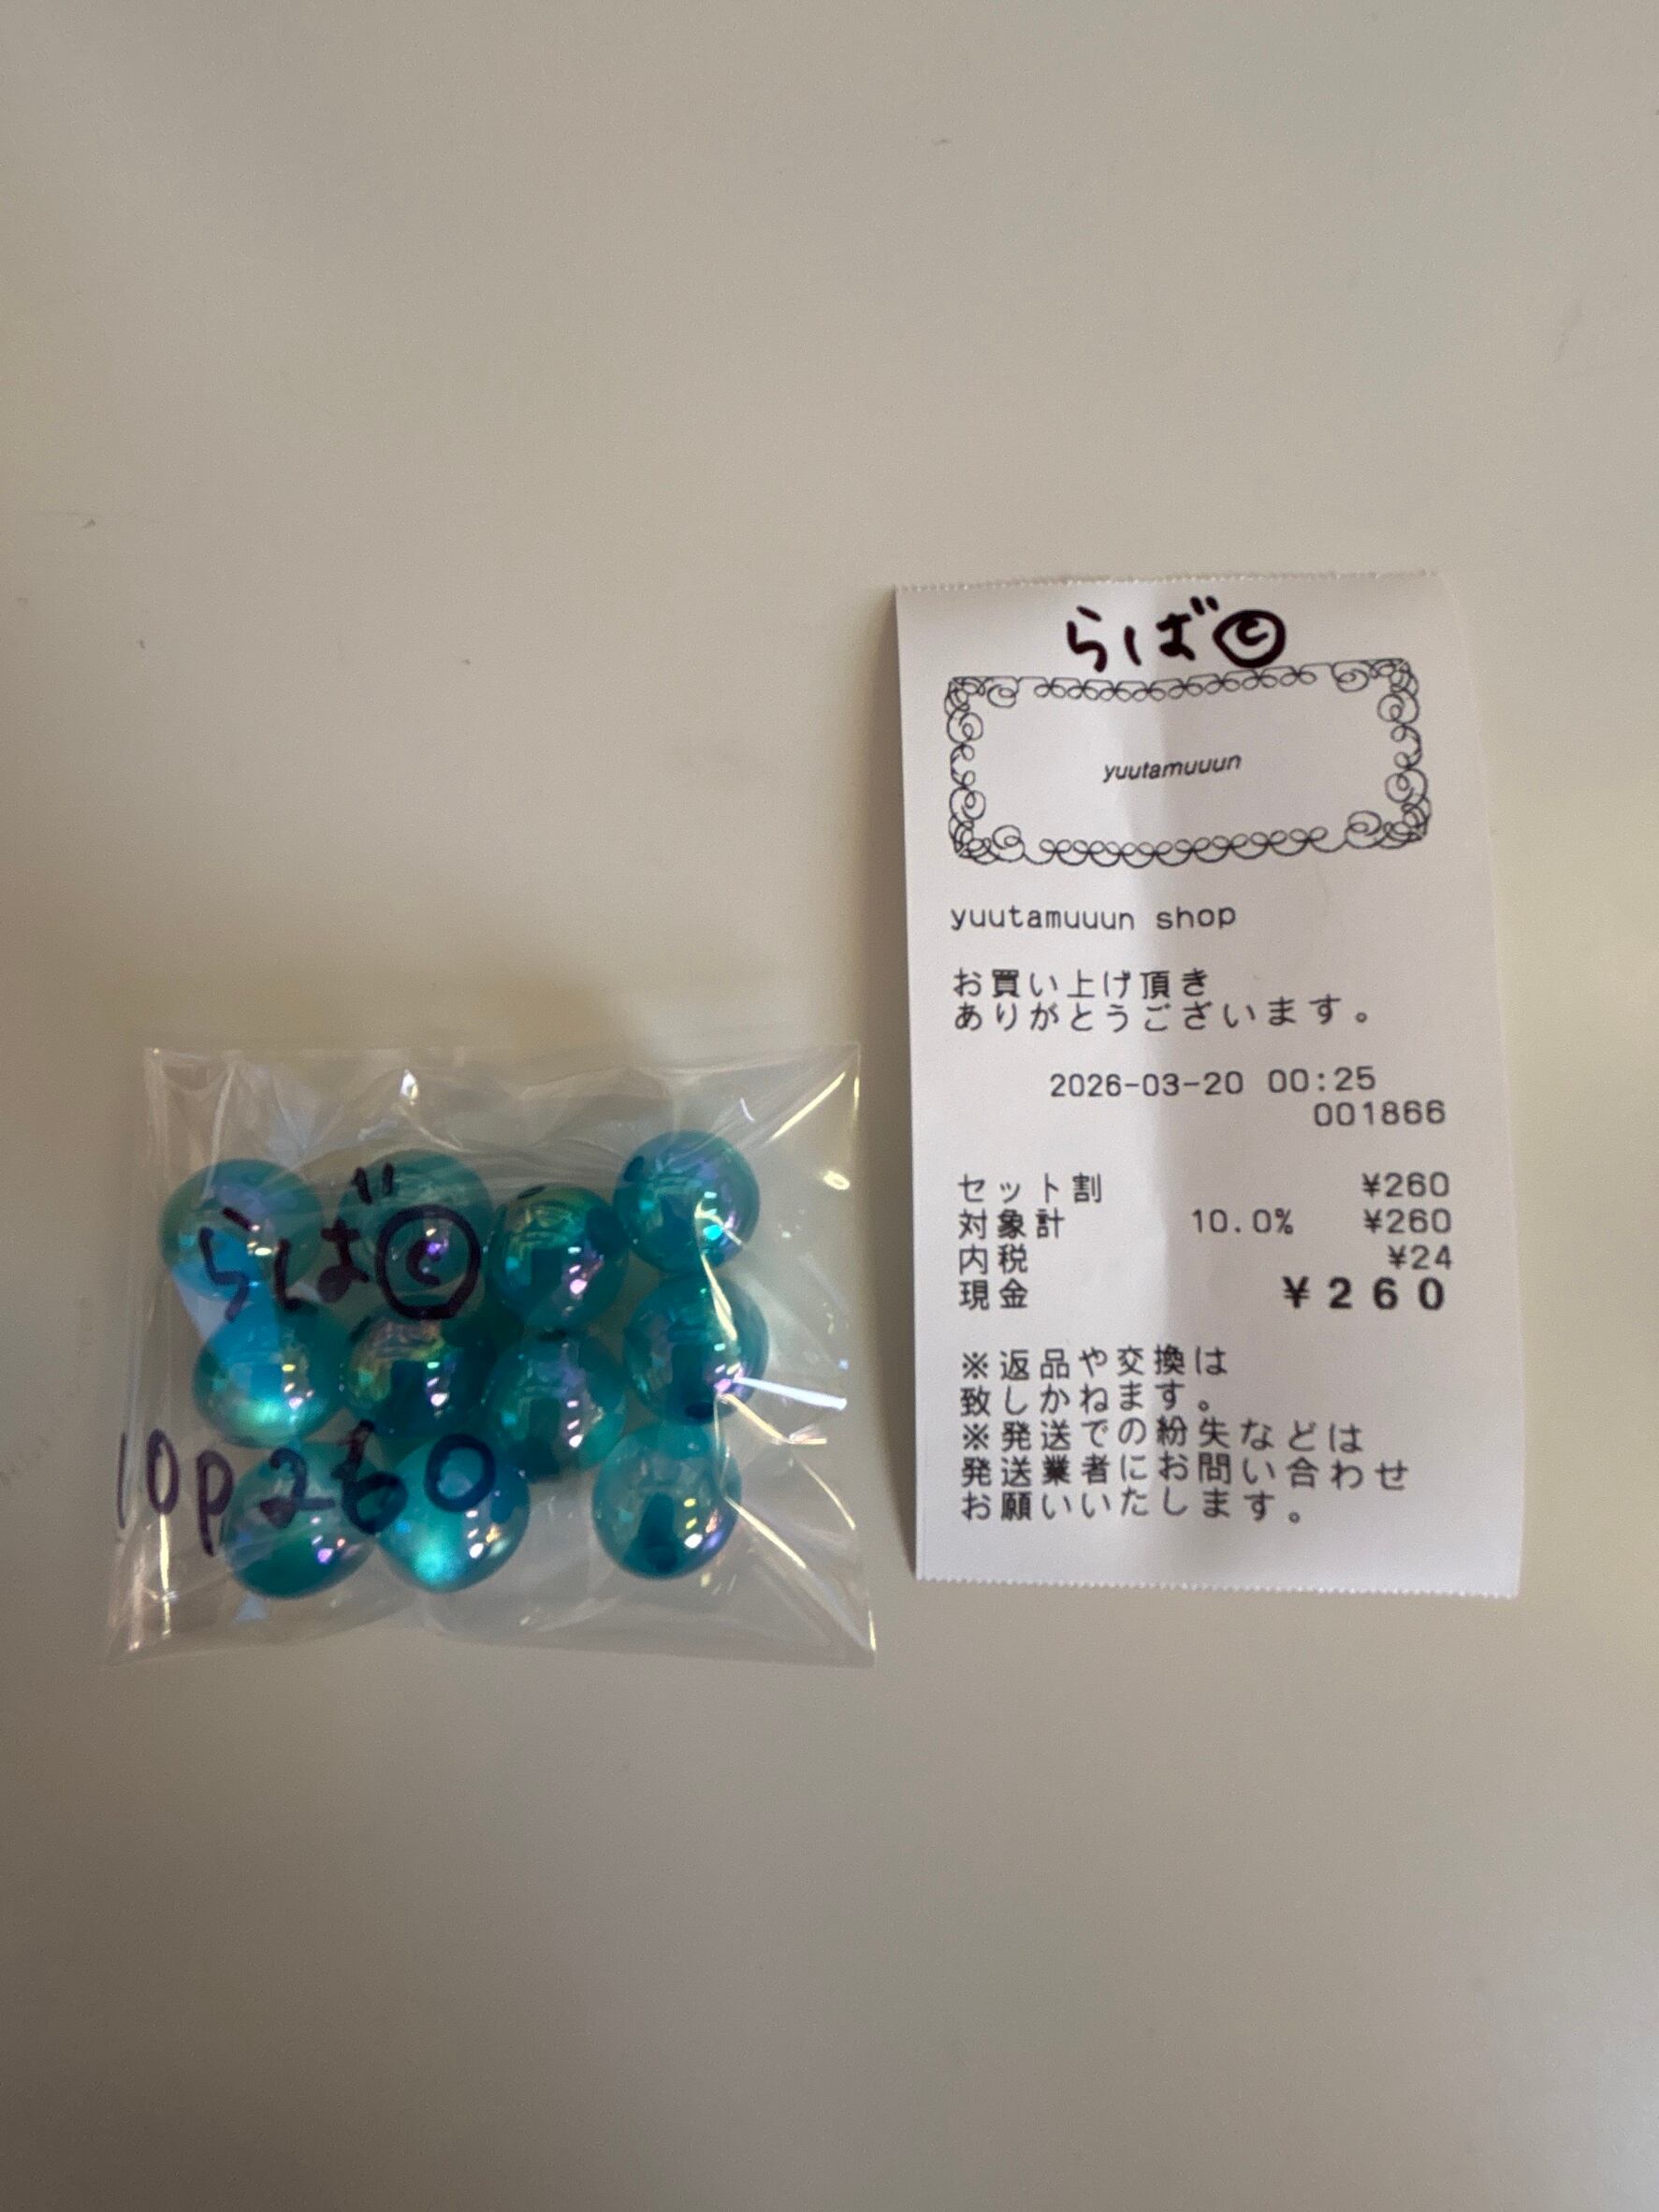 らば©
10p260
らば©
yuutamuuun
yuutamuuun shop
お買い上げ頂き
ありがとうございます。
2026-03-20 00:25
001866
セット割 ¥260
対象計 10.0% ¥260
内税 ¥24
現金 ¥260
※返品や交換は
致しかねます。
※発送での紛失などは
発送業者にお問い合わせ
お願いいたします。